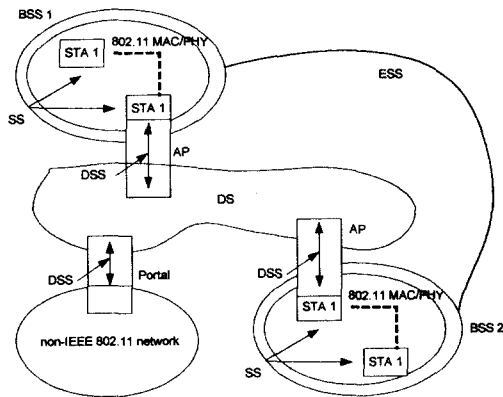 BSS 1
STA 1
802.11 MAC/PHY
ESS
SS
STA 1
AP
DSS
DS
AP
DSS
Portal
DSS
STA 1
802.11 MAC/PHY
non-IEEE 802.11 network
BSS 2
SS
STA 1